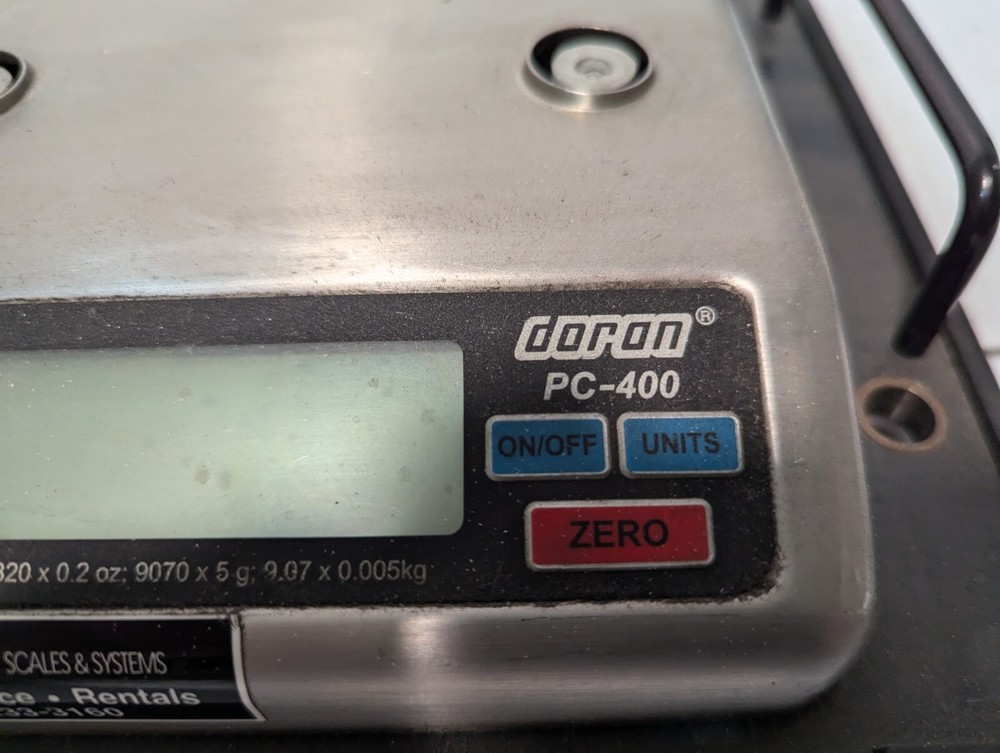 doran®
PC-400
ON/OFF UNITS
ZERO
320 x 0.2 oz; 9070 x 5 g; 9.07 x 0.005kg
SCALES & SYSTEMS
ce • Rentals
33-3160